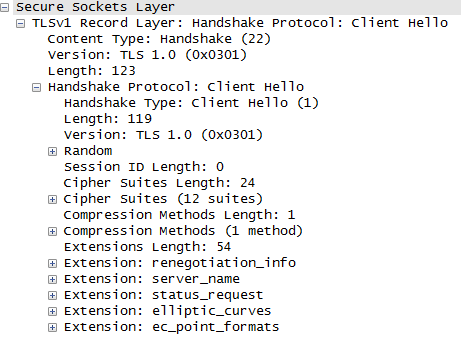 Secure Sockets Layer
TLSv1 Record Layer: Handshake Protocol: Client Hello
Content Type: Handshake (22)
Version: TLS 1.0 (0x0301)
Length: 123
Handshake Protocol: Client Hello
Handshake Type: Client Hello (1)
Length: 119
Version: TLS 1.0 (0x0301)
Random
Session ID Length: 0
Cipher Suites Length: 24
Cipher Suites (12 suites)
Compression Methods Length: 1
Compression Methods (1 method)
Extensions Length: 54
Extension: renegotiation_info
Extension: server_name
Extension: status_request
Extension: elliptic_curves
Extension: ec_point_formats